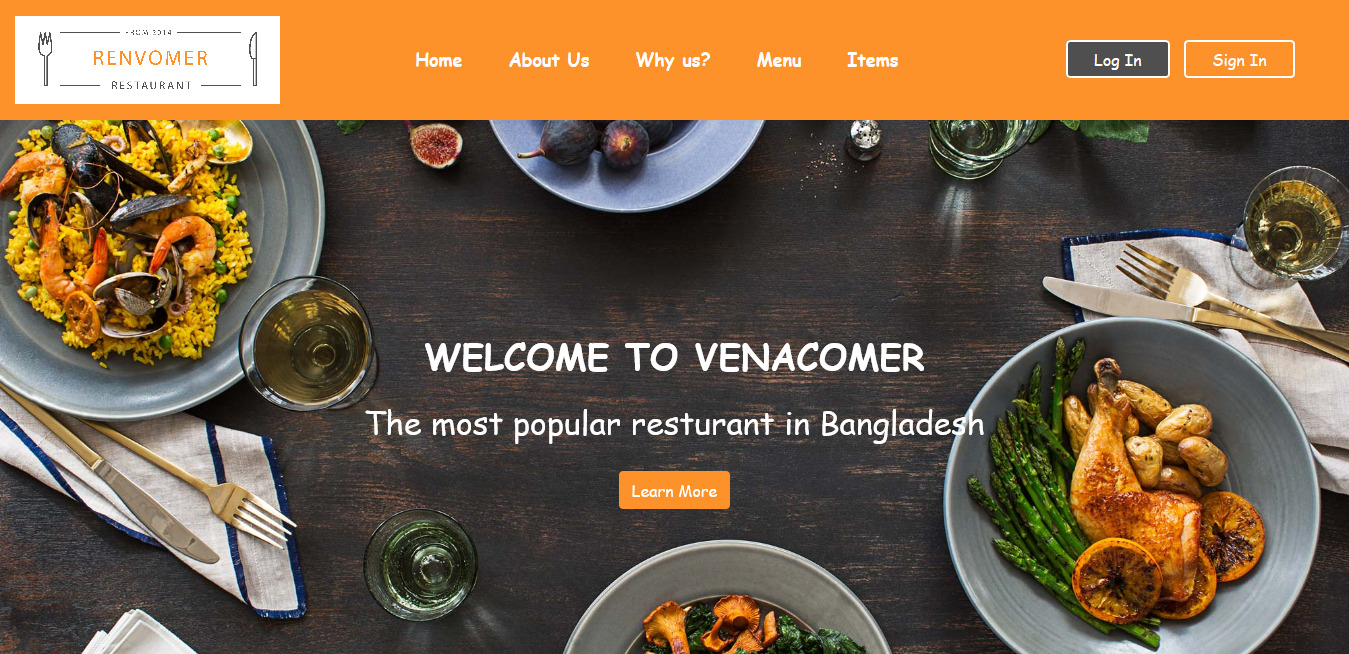 FROM 2014
RENVOMER
RESTAURANT
Home About Us Why us? Menu Items
Log In Sign In
WELCOME TO VENACOMER
The most popular resturant in Bangladesh
Learn More